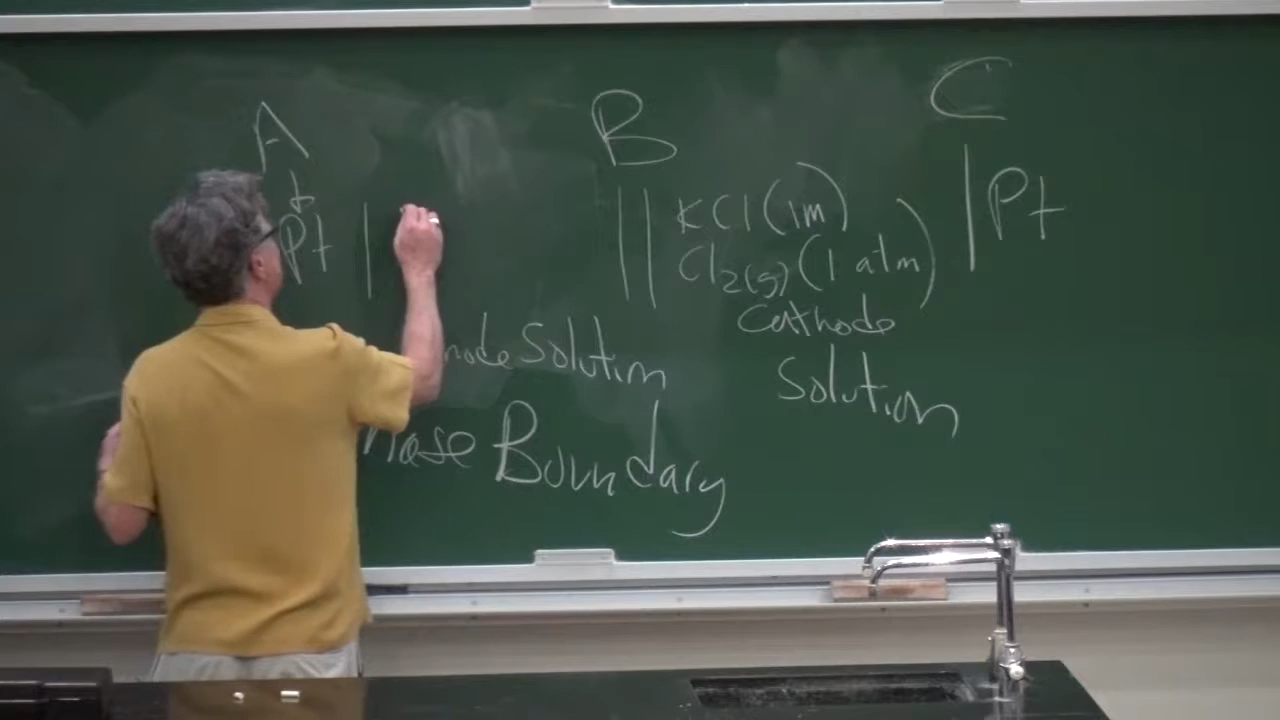 A B C
Pt | || KCl(1m) | Pt
Cl2(g)(1 atm)
Cathode
Solution
node Solution
hase Boundary